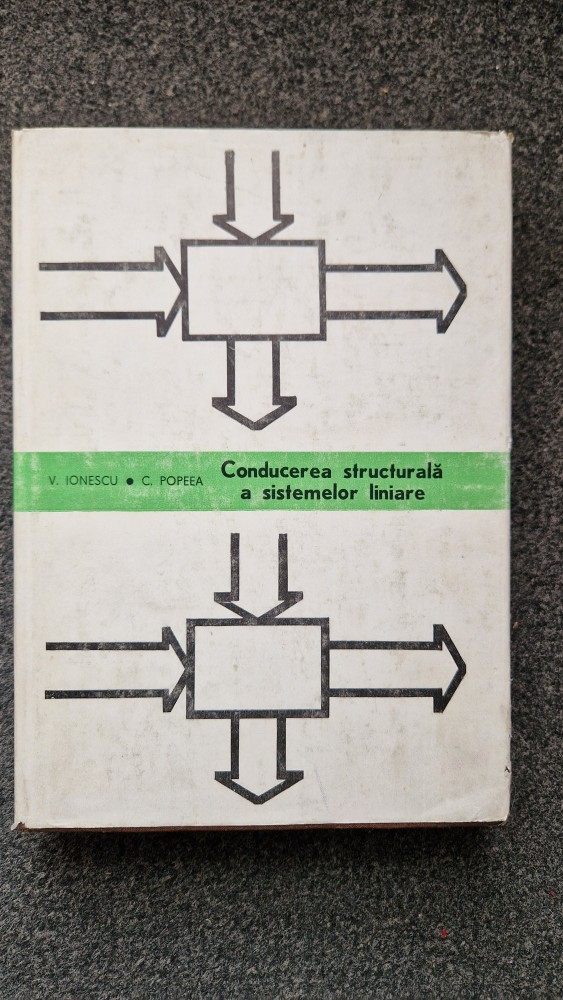 V. IONESCU ● C. POPEEA
Conducerea structurală
a sistemelor liniare